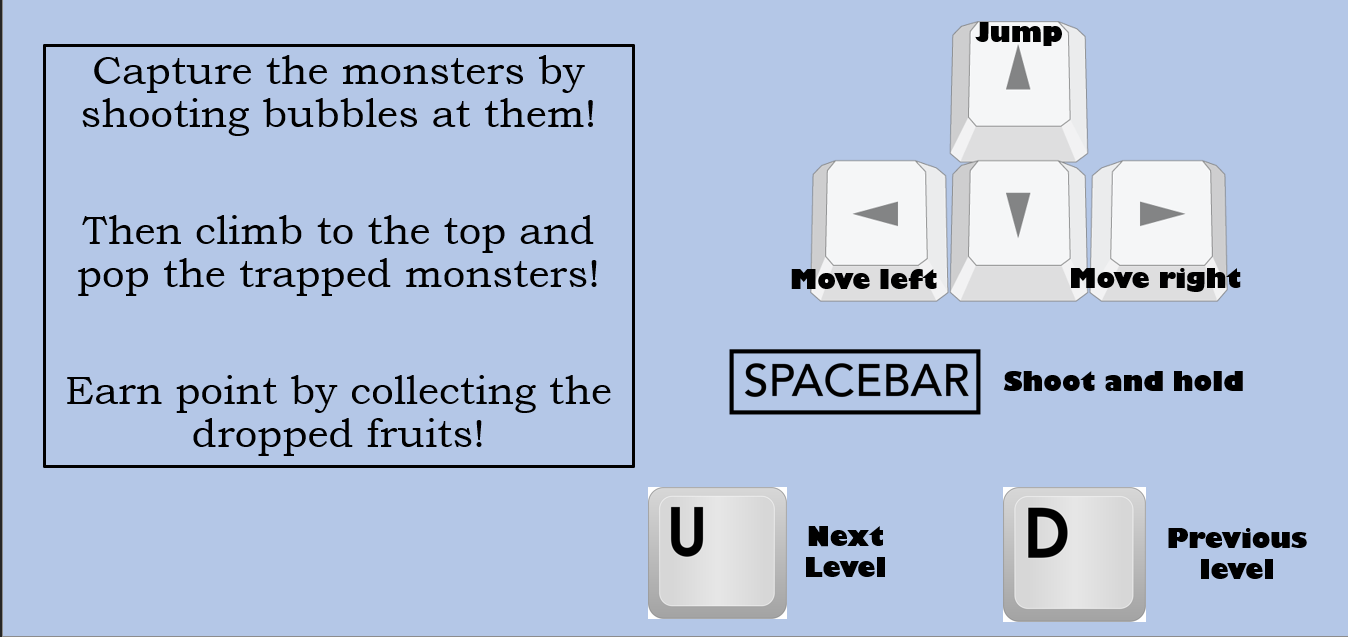 Capture the monsters by
shooting bubbles at them!
Then climb to the top and
pop the trapped monsters!
Earn point by collecting the
dropped fruits!
Jump
Move left
Move right
SPACEBAR
Shoot and hold
U
Next
Level
D
Previous
level